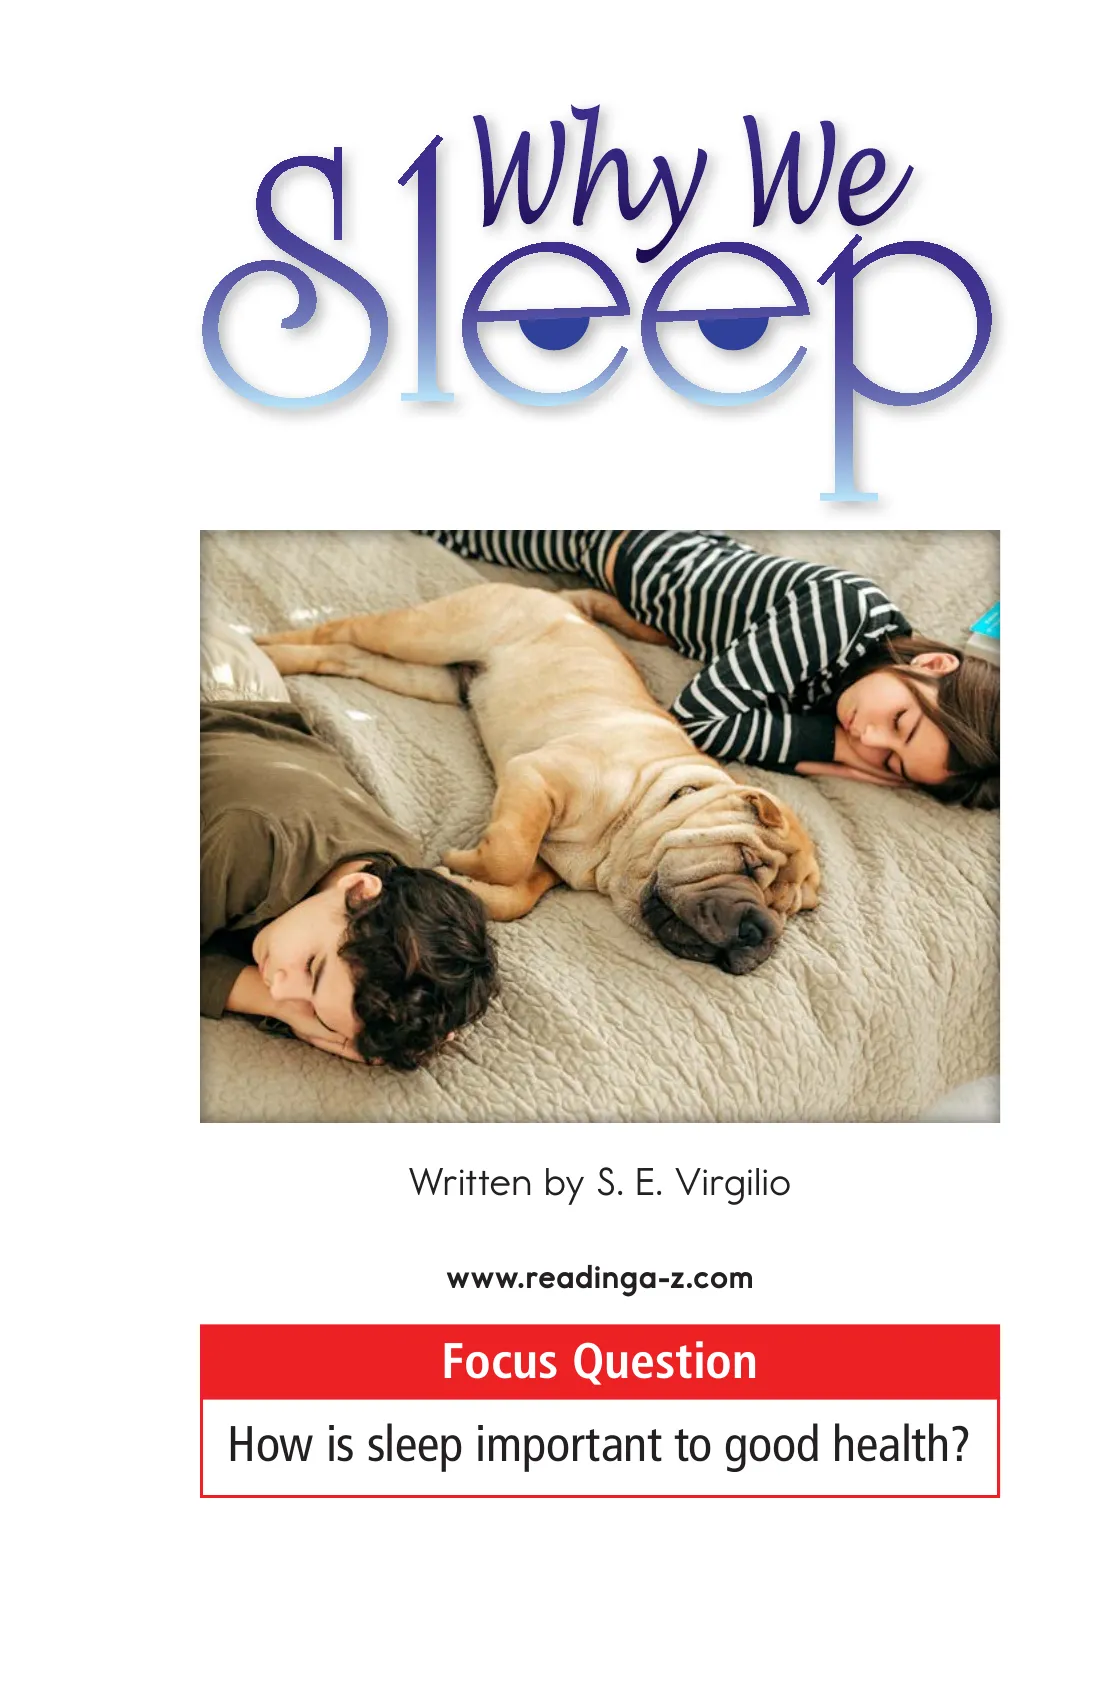 Why We
Sleep
Written by S. E. Virgilio
www.readinga-z.com
Focus Question
How is sleep important to good health?